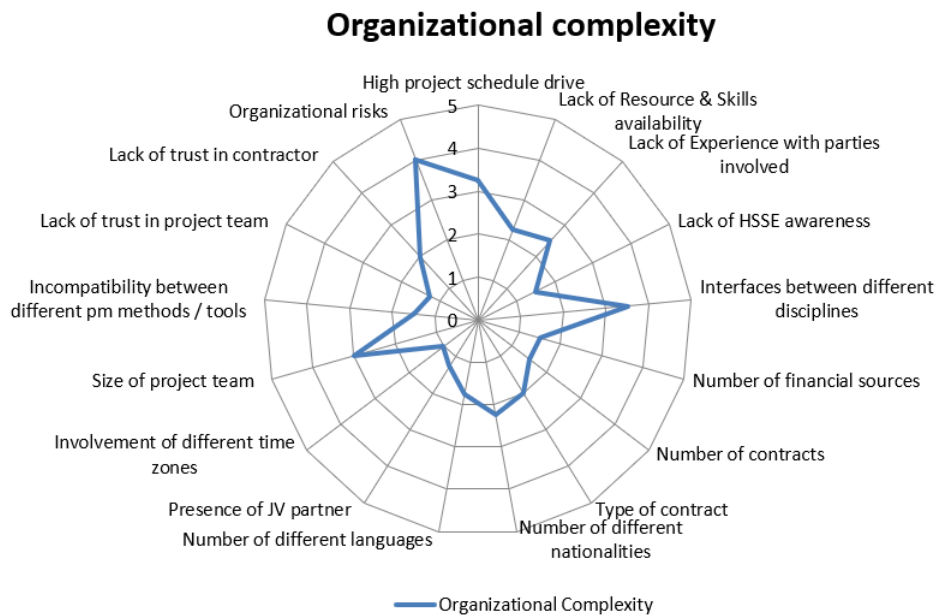 Organizational complexity
High project schedule drive
Lack of Resource & Skills
availability
Lack of Experience with parties
involved
Lack of HSSE awareness
Interfaces between different
disciplines
Number of financial sources
Number of contracts
Type of contract
Number of different
nationalities
Number of different languages
Presence of JV partner
Involvement of different time
zones
Size of project team
Incompatibility between
different pm methods / tools
Lack of trust in project team
Lack of trust in contractor
Organizational risks
5
4
3
2
1
0
Organizational Complexity